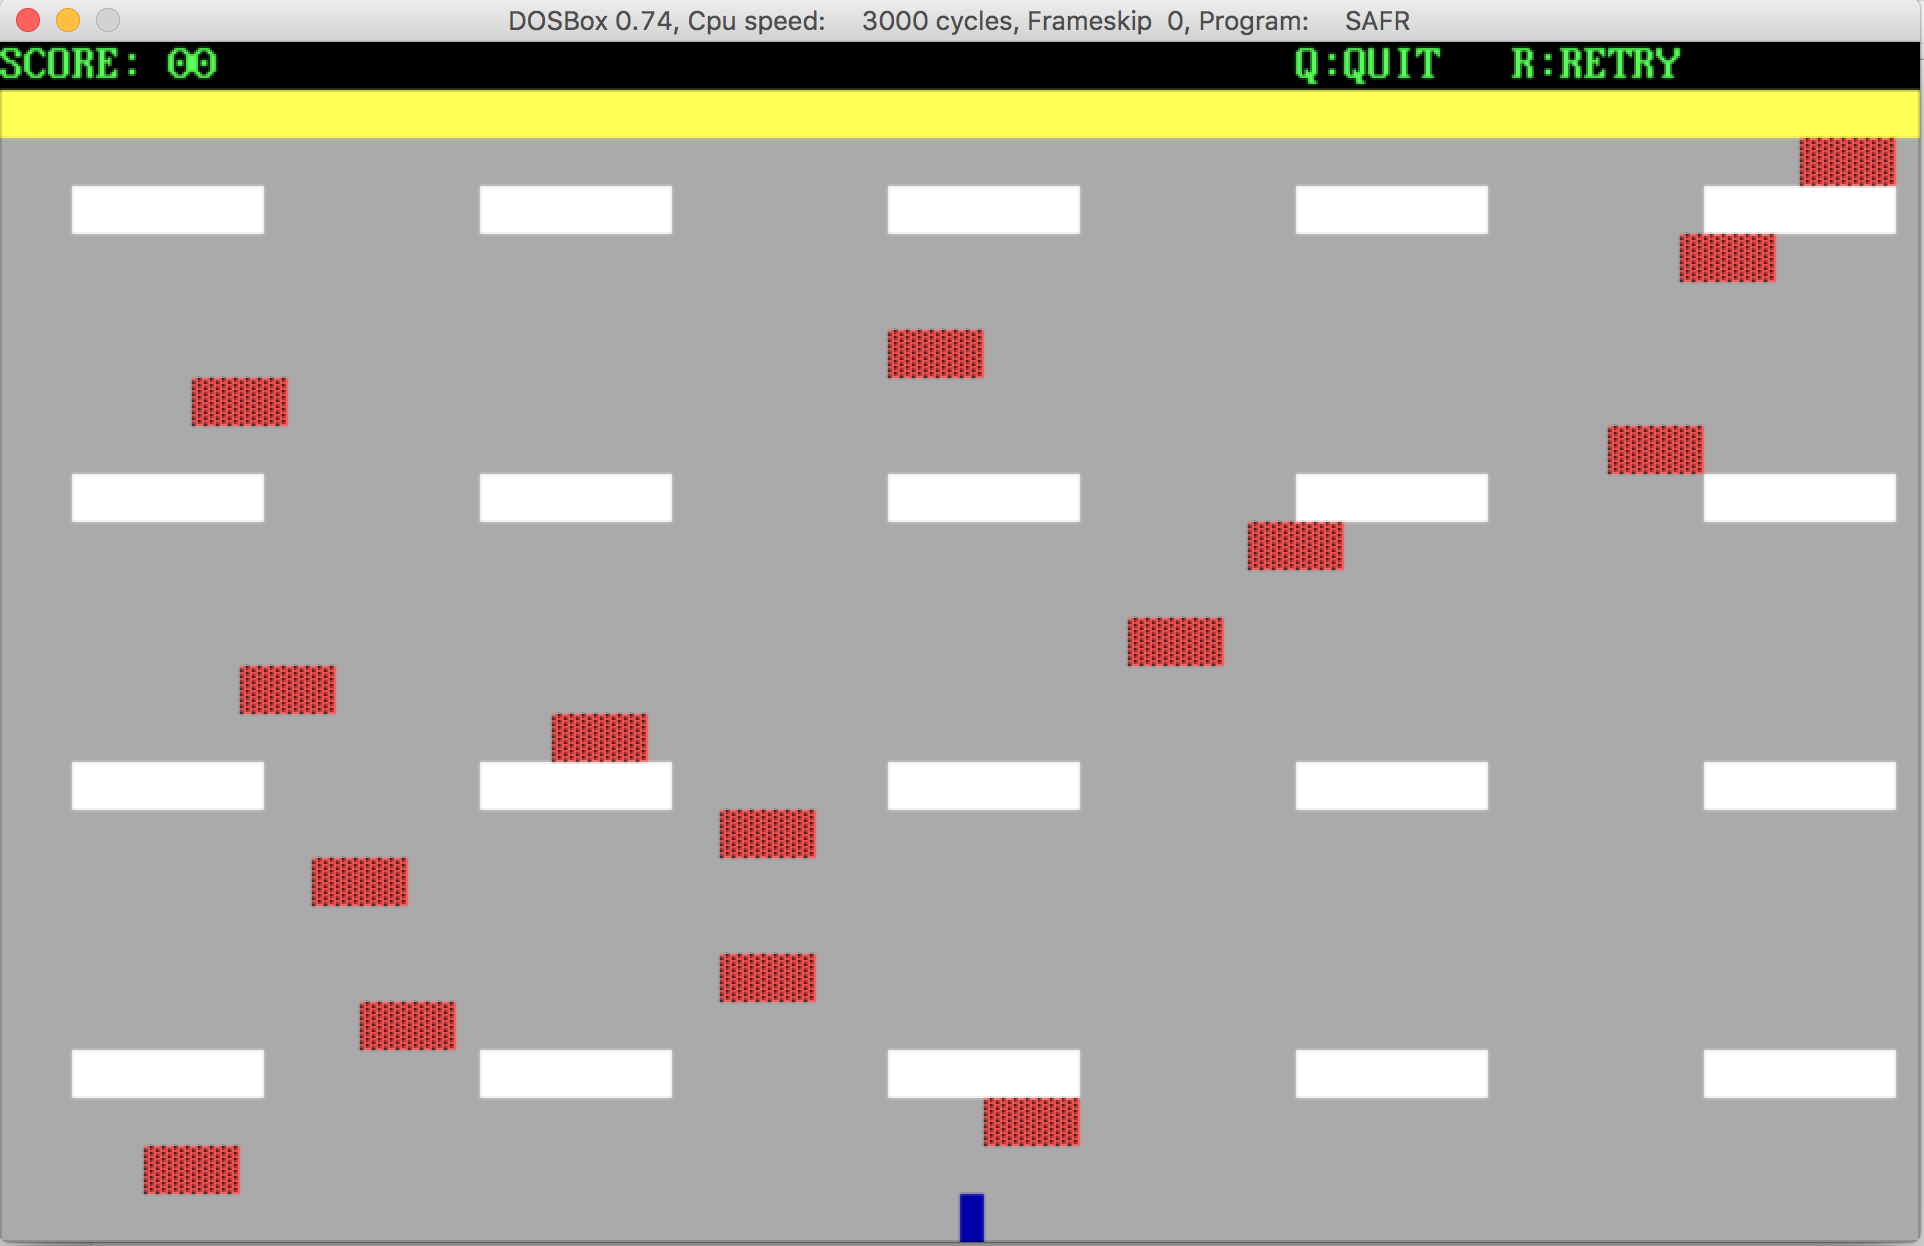 DOSBox 0.74, Cpu speed: 3000 cycles, Frameskip 0, Program: SAFR
SCORE: 00 Q:QUIT R:RETRY